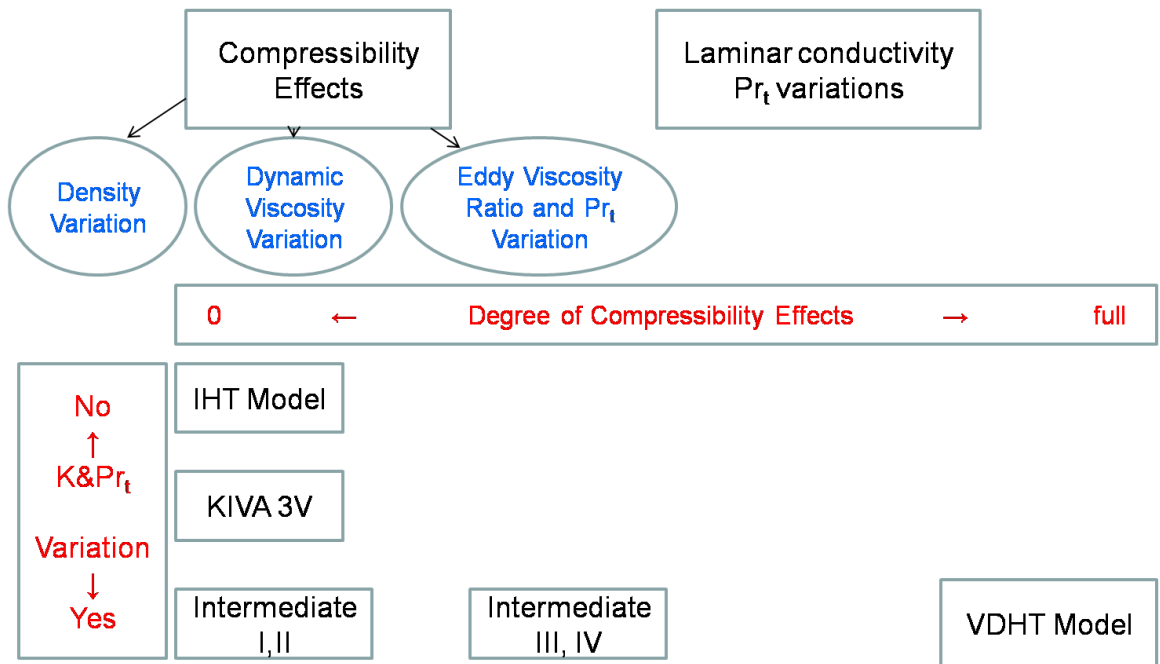 Compressibility
Effects
Laminar conductivity
Prt variations
Density
Variation
Dynamic
Viscosity
Variation
Eddy Viscosity
Ratio and Prt
Variation
0 ← Degree of Compressibility Effects → full
No
↑
K&Prt
Variation
↓
Yes
IHT Model
KIVA 3V
Intermediate
I,II
Intermediate
III, IV
VDHT Model